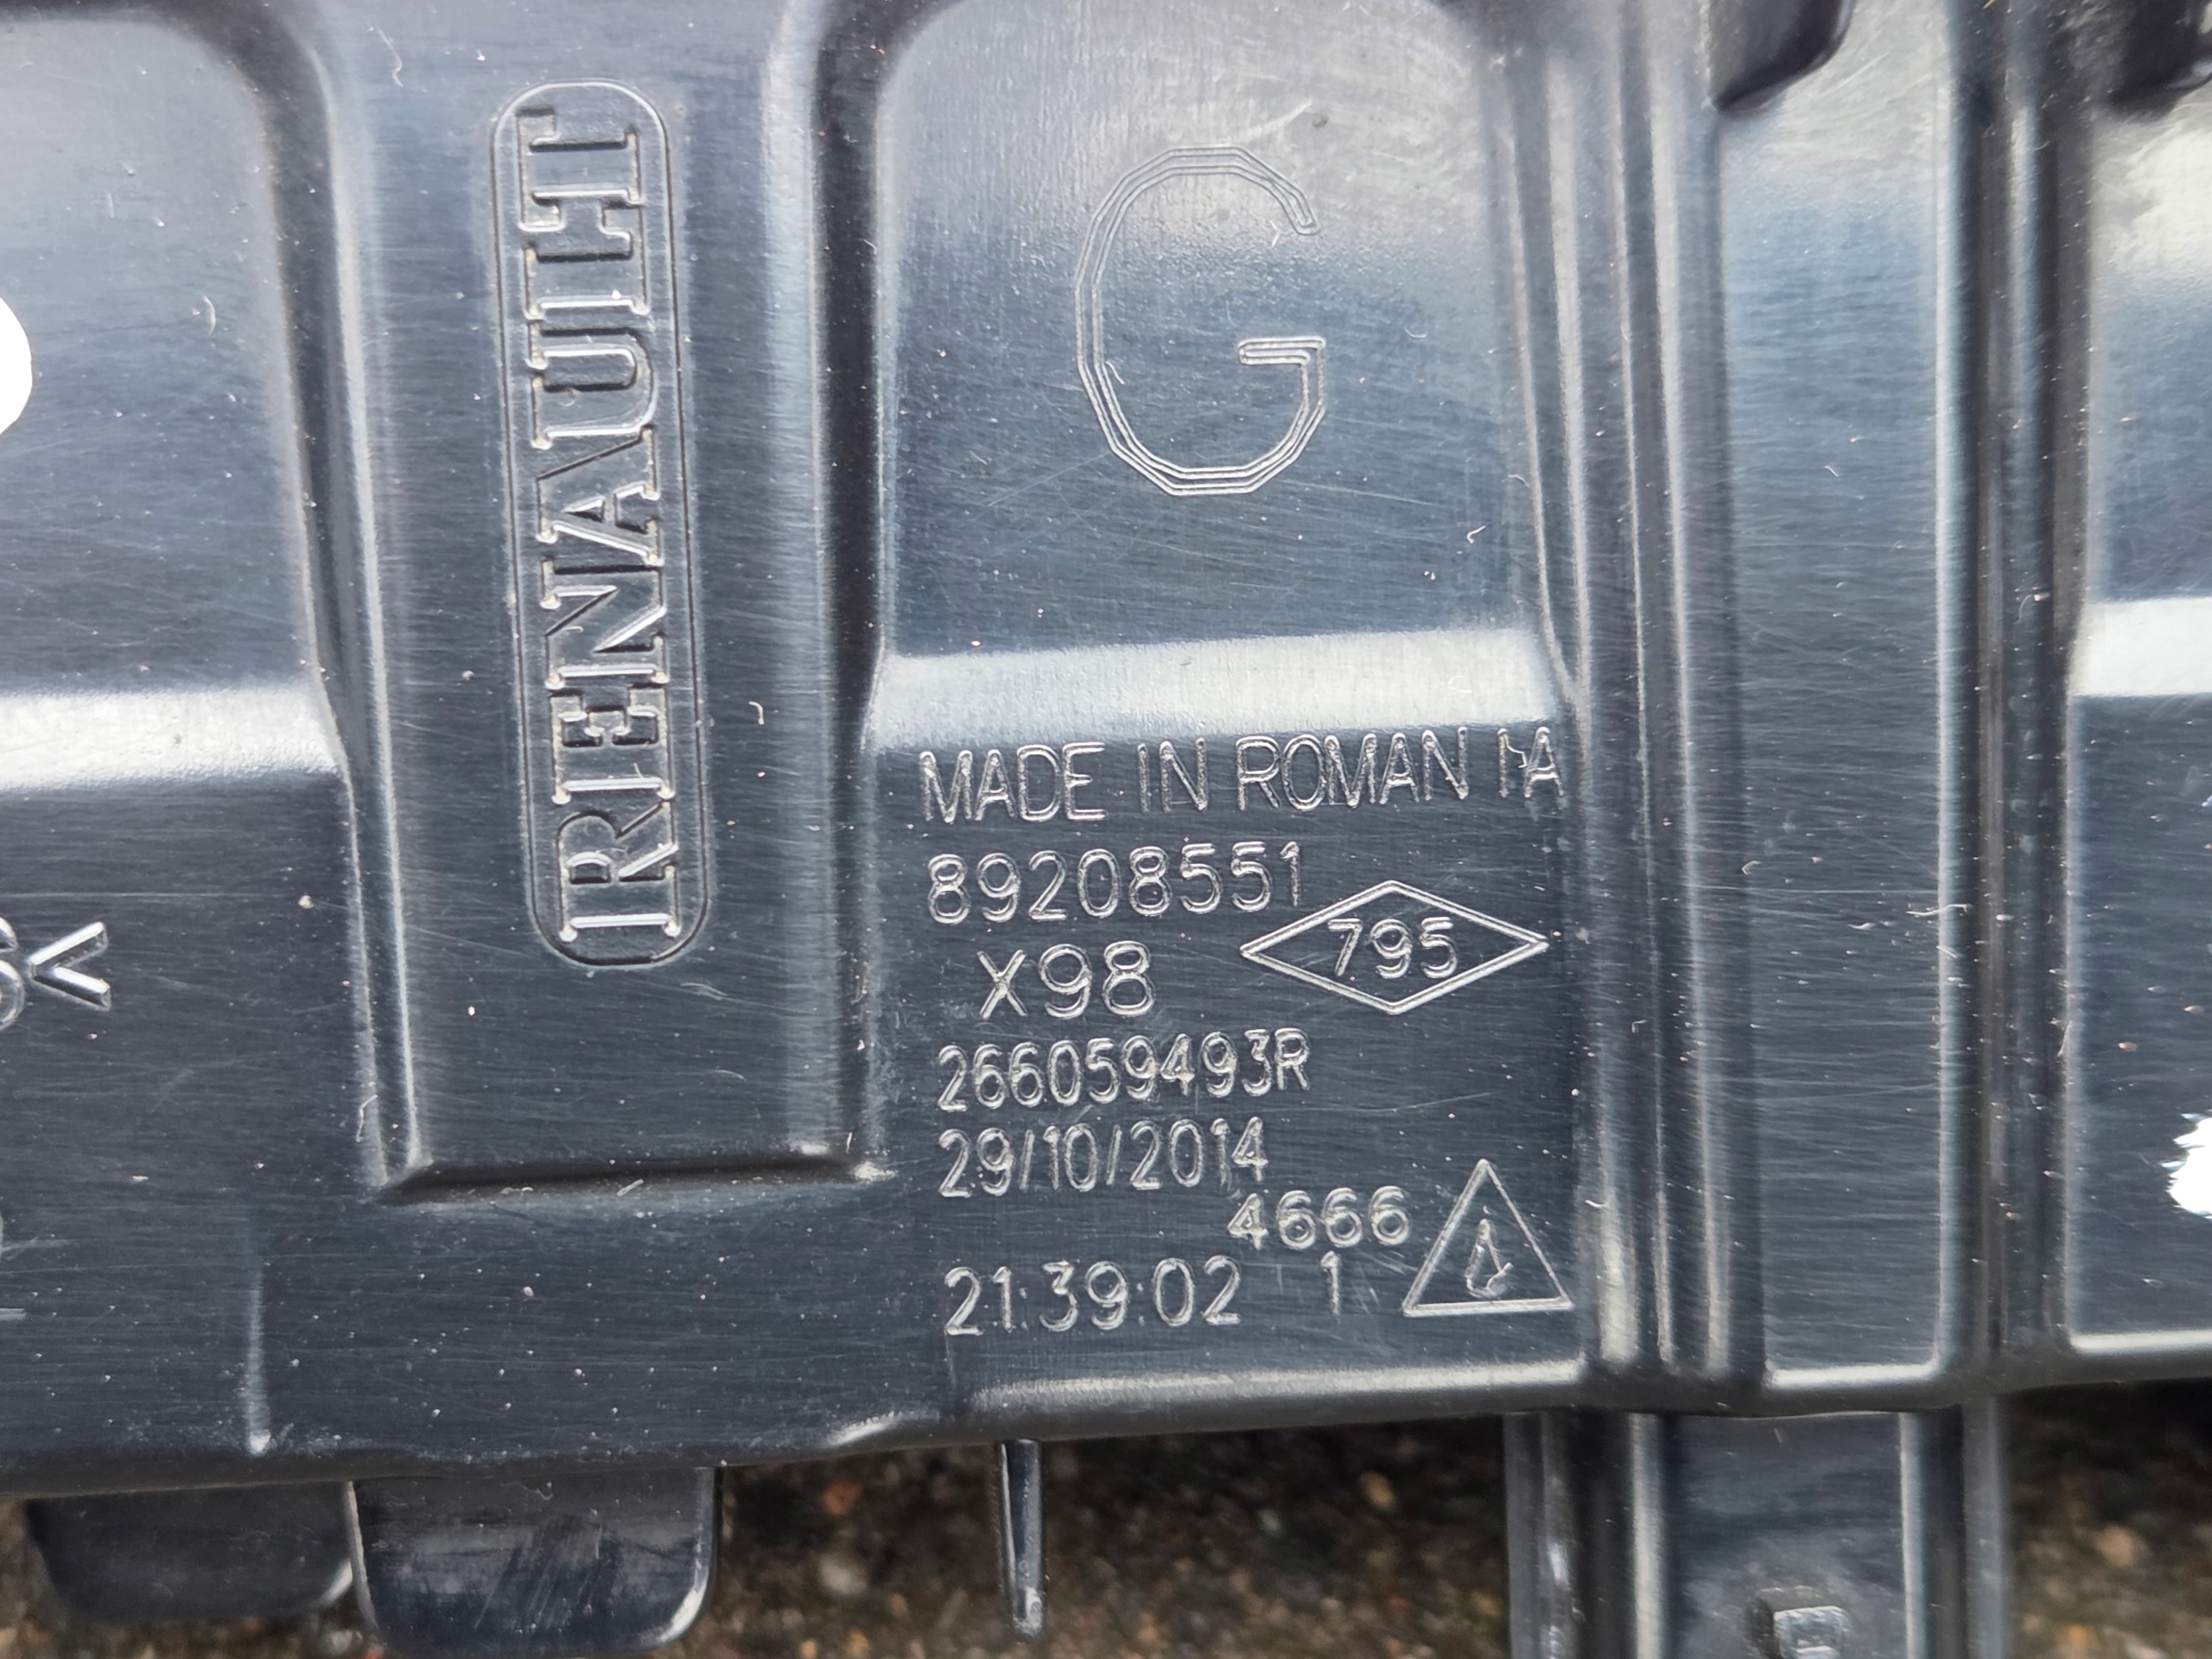 RENAULT
G
MADE IN ROMANIA
89208551
X98
795
266059493R
29/10/2014
4666
21:39:02 1